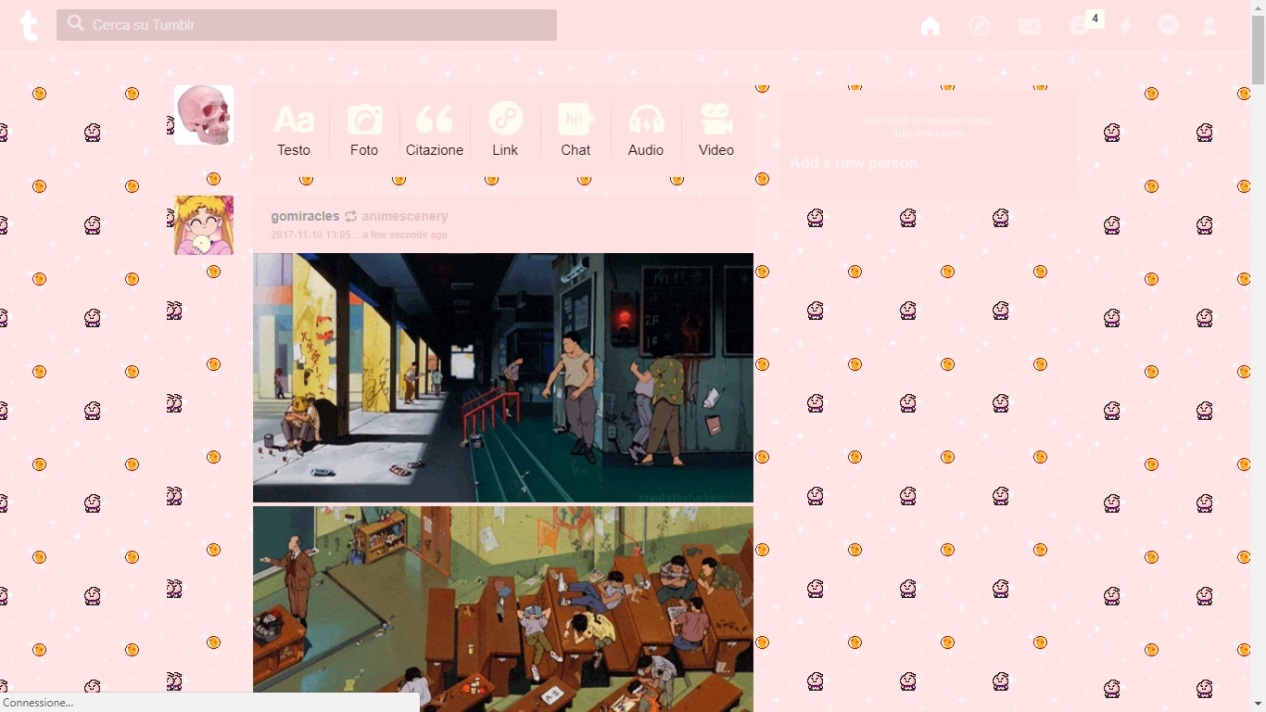 t
Cerca su Tumblr
4
Aa
hi!
Testo
Foto
Citazione
Link
Chat
Audio
Video
You have no tracked blogs.
Add one below.
Add a new person
gomiracles animescenery
2017-11-10 13:05 :: a few seconds ago
Connessione...